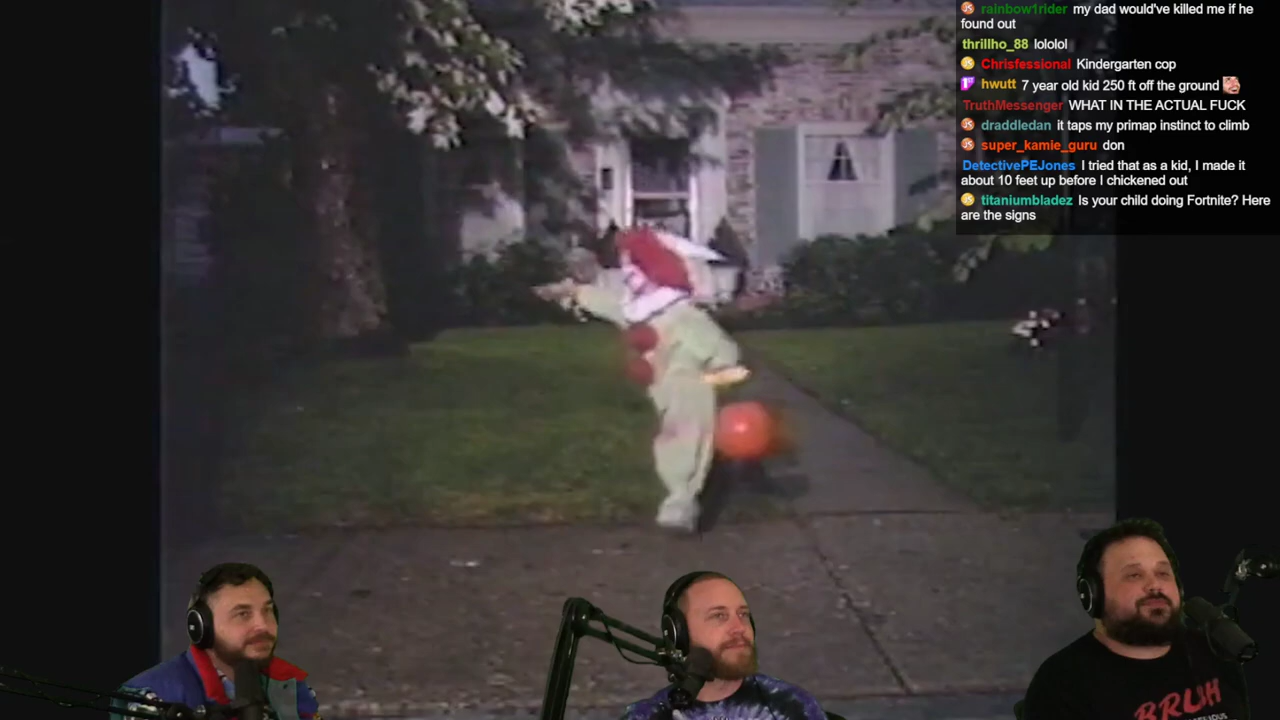 rainbow1rider my dad would've killed me if he
found out
thrillho_88 lololol
Chrisfessional Kindergarten cop
hwutt 7 year old kid 250 ft off the ground
TruthMessenger WHAT IN THE ACTUAL FUCK
draddledan it taps my primap instinct to climb
super_kamie_guru don
DetectivePEJones I tried that as a kid, I made it
about 10 feet up before I chickened out
titaniumbladez Is your child doing Fortnite? Here
are the signs
BRUH